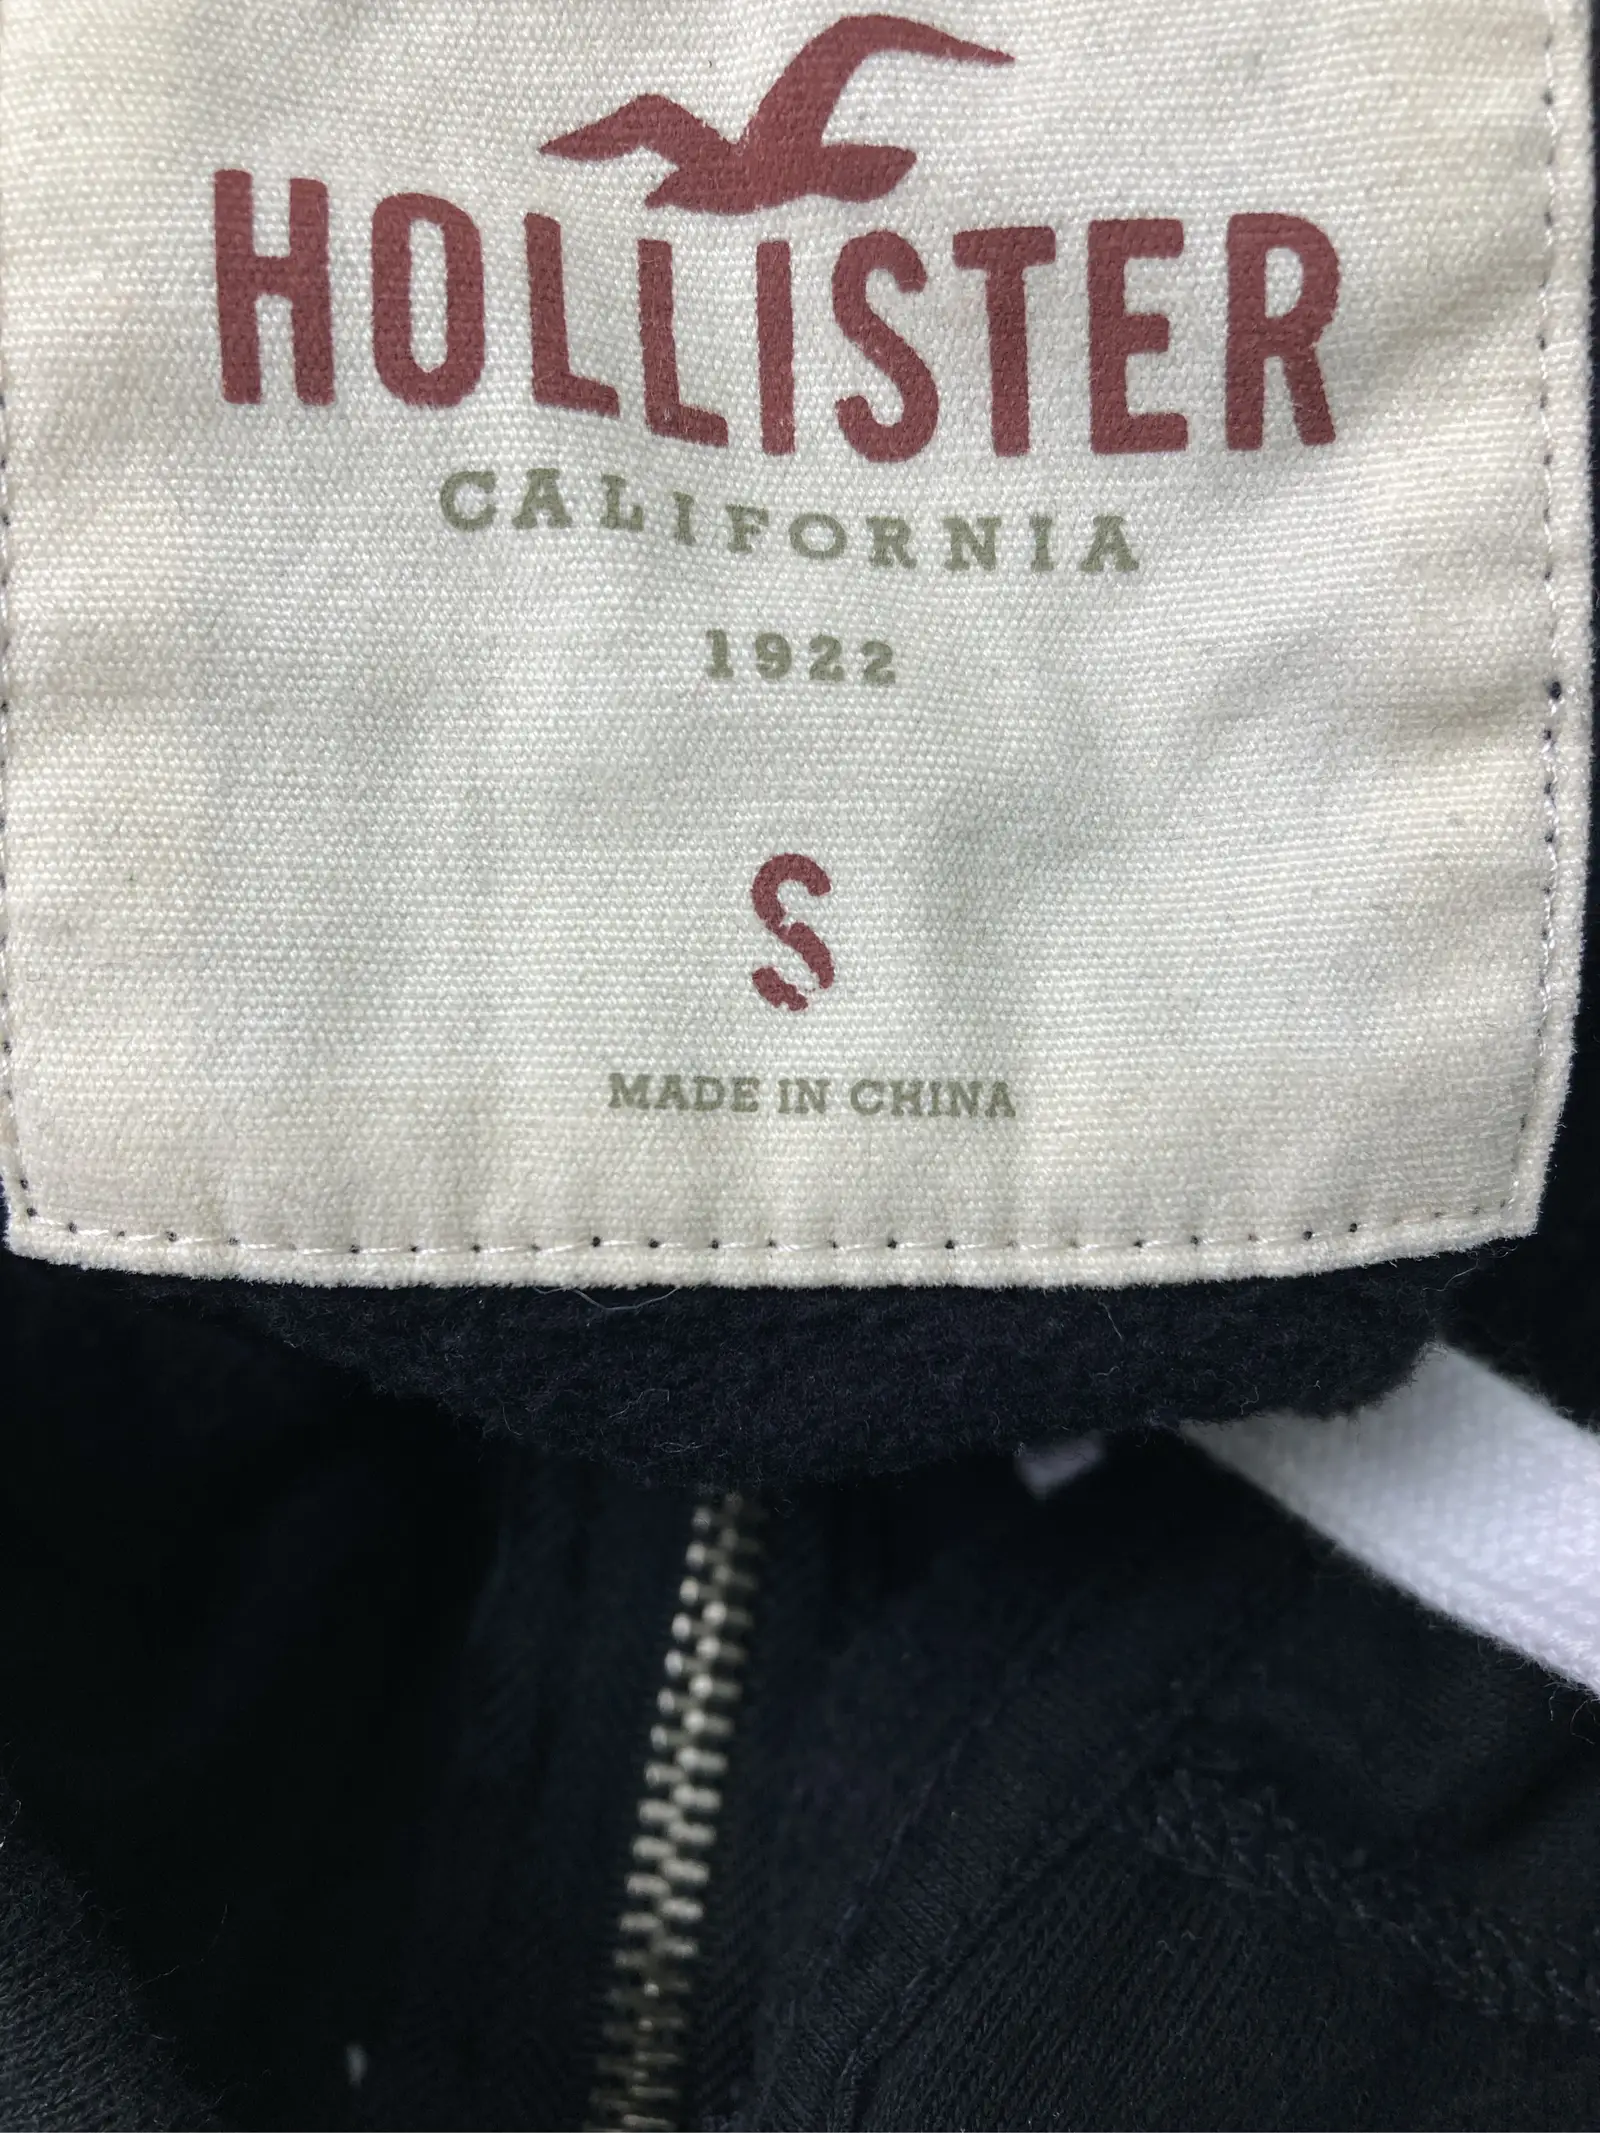 HOLLISTER
CALIFORNIA
1922
S
MADE IN CHINA